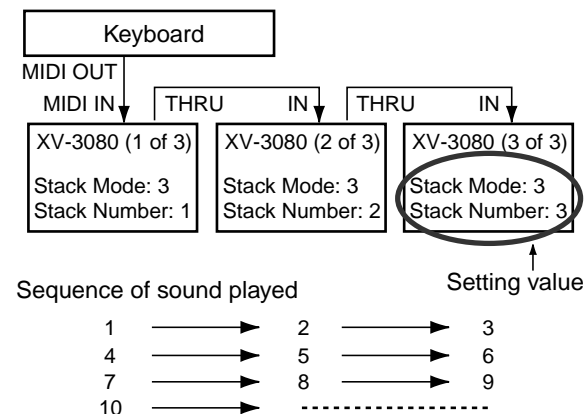 Keyboard
MIDI OUT
MIDI IN THRU IN THRU IN
XV-3080 (1 of 3) XV-3080 (2 of 3) XV-3080 (3 of 3)
Stack Mode: 3 Stack Mode: 3 Stack Mode: 3
Stack Number: 1 Stack Number: 2 Stack Number: 3
Setting value
Sequence of sound played
1 2 3
4 5 6
7 8 9
10